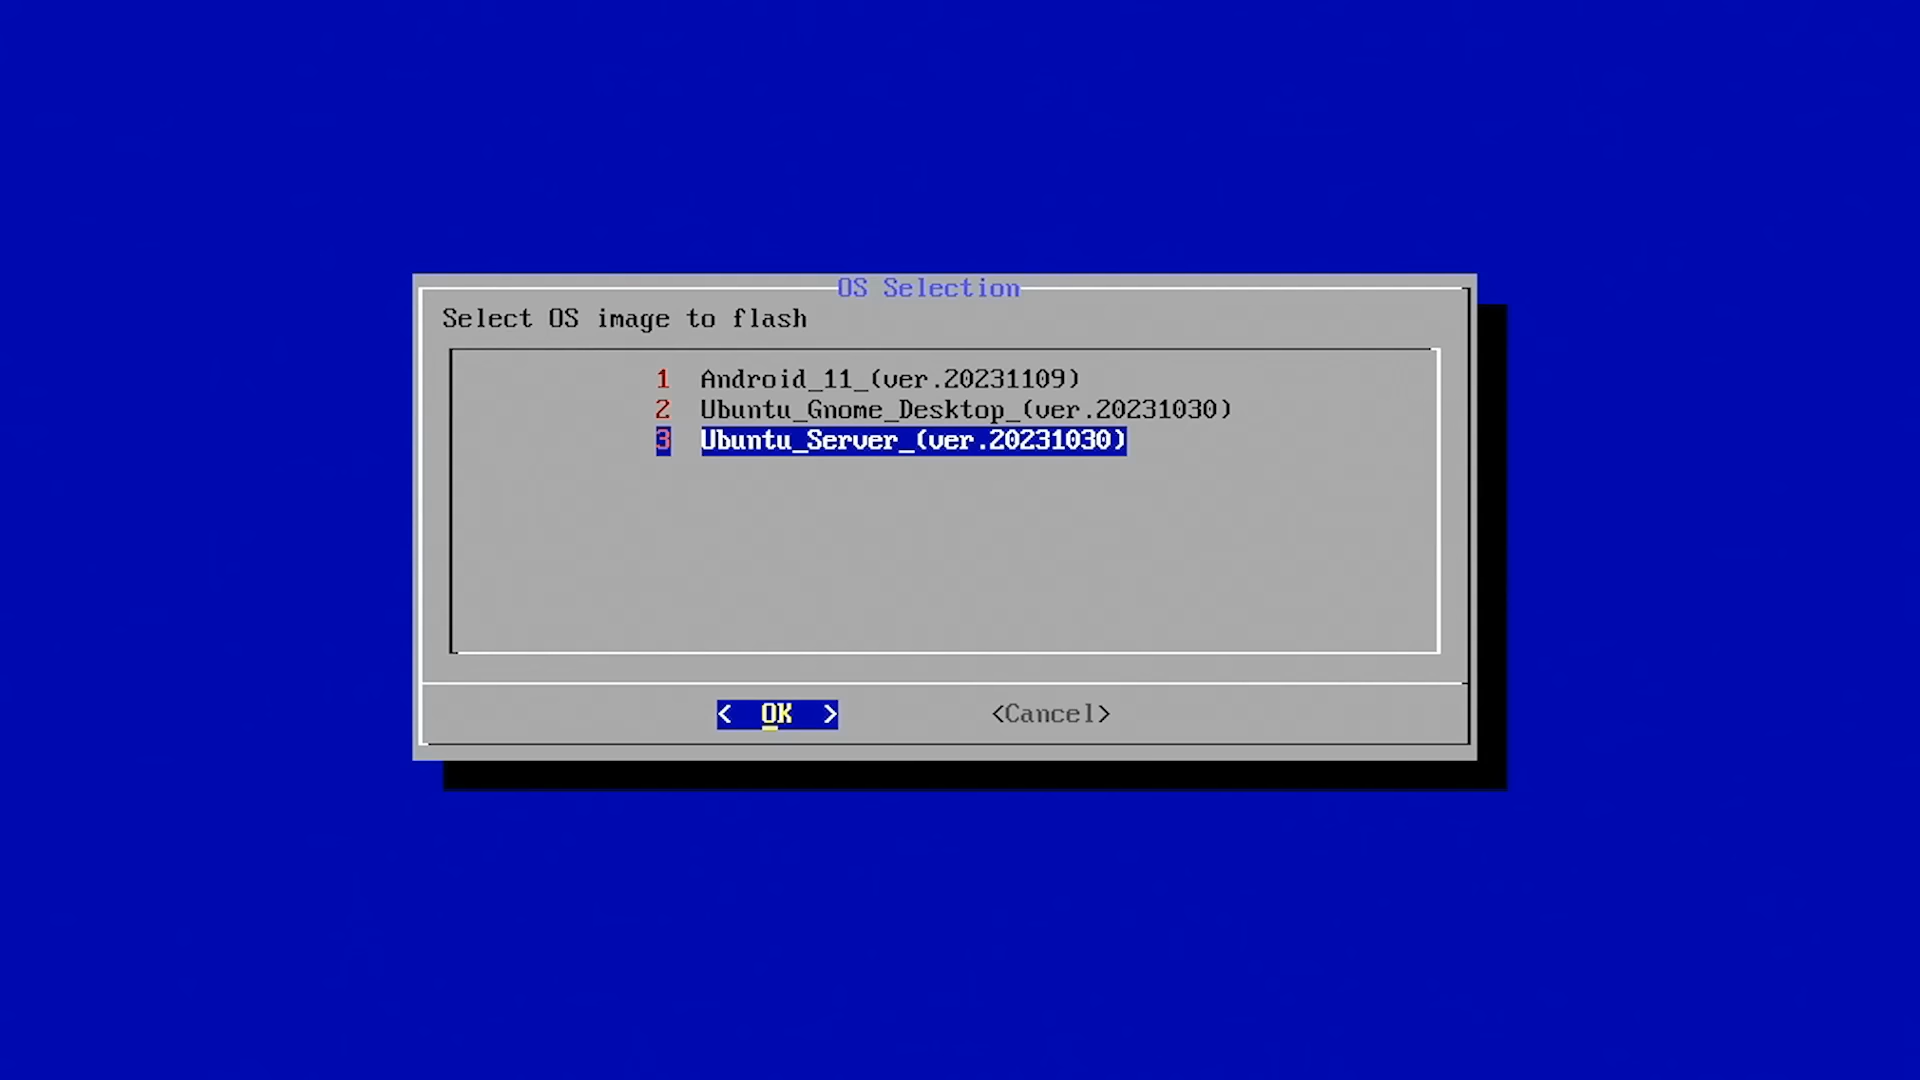 OS Selection
Select OS image to flash
1 Android_11_(ver.20231109)
2 Ubuntu_Gnome_Desktop_(ver.20231030)
3 Ubuntu_Server_(ver.20231030)
< OK > <Cancel>